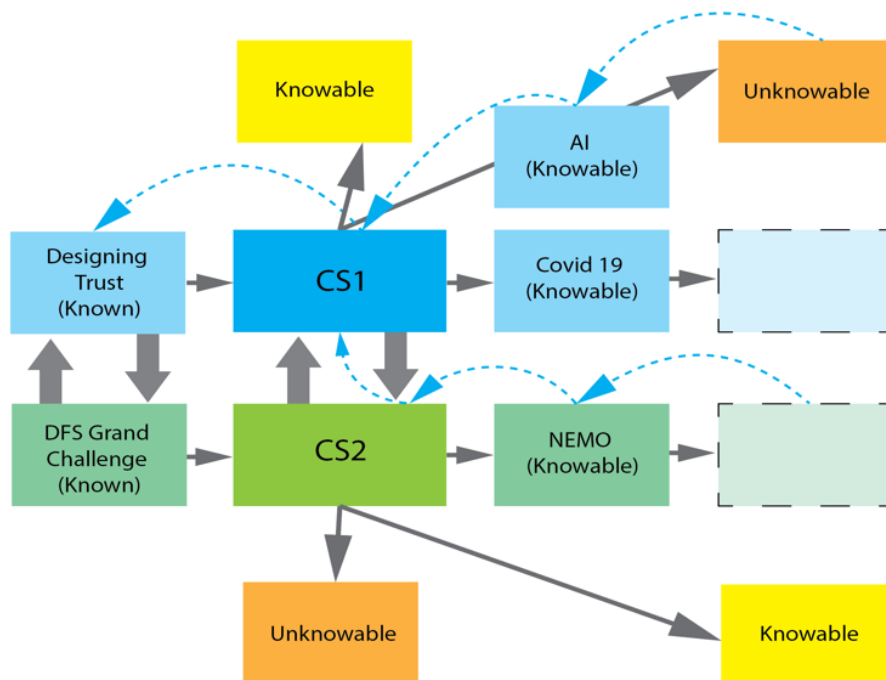 Knowable
Unknowable
AI
(Knowable)
Designing
Trust
(Known)
CS1
Covid 19
(Knowable)
DFS Grand
Challenge
(Known)
CS2
NEMO
(Knowable)
Unknowable
Knowable